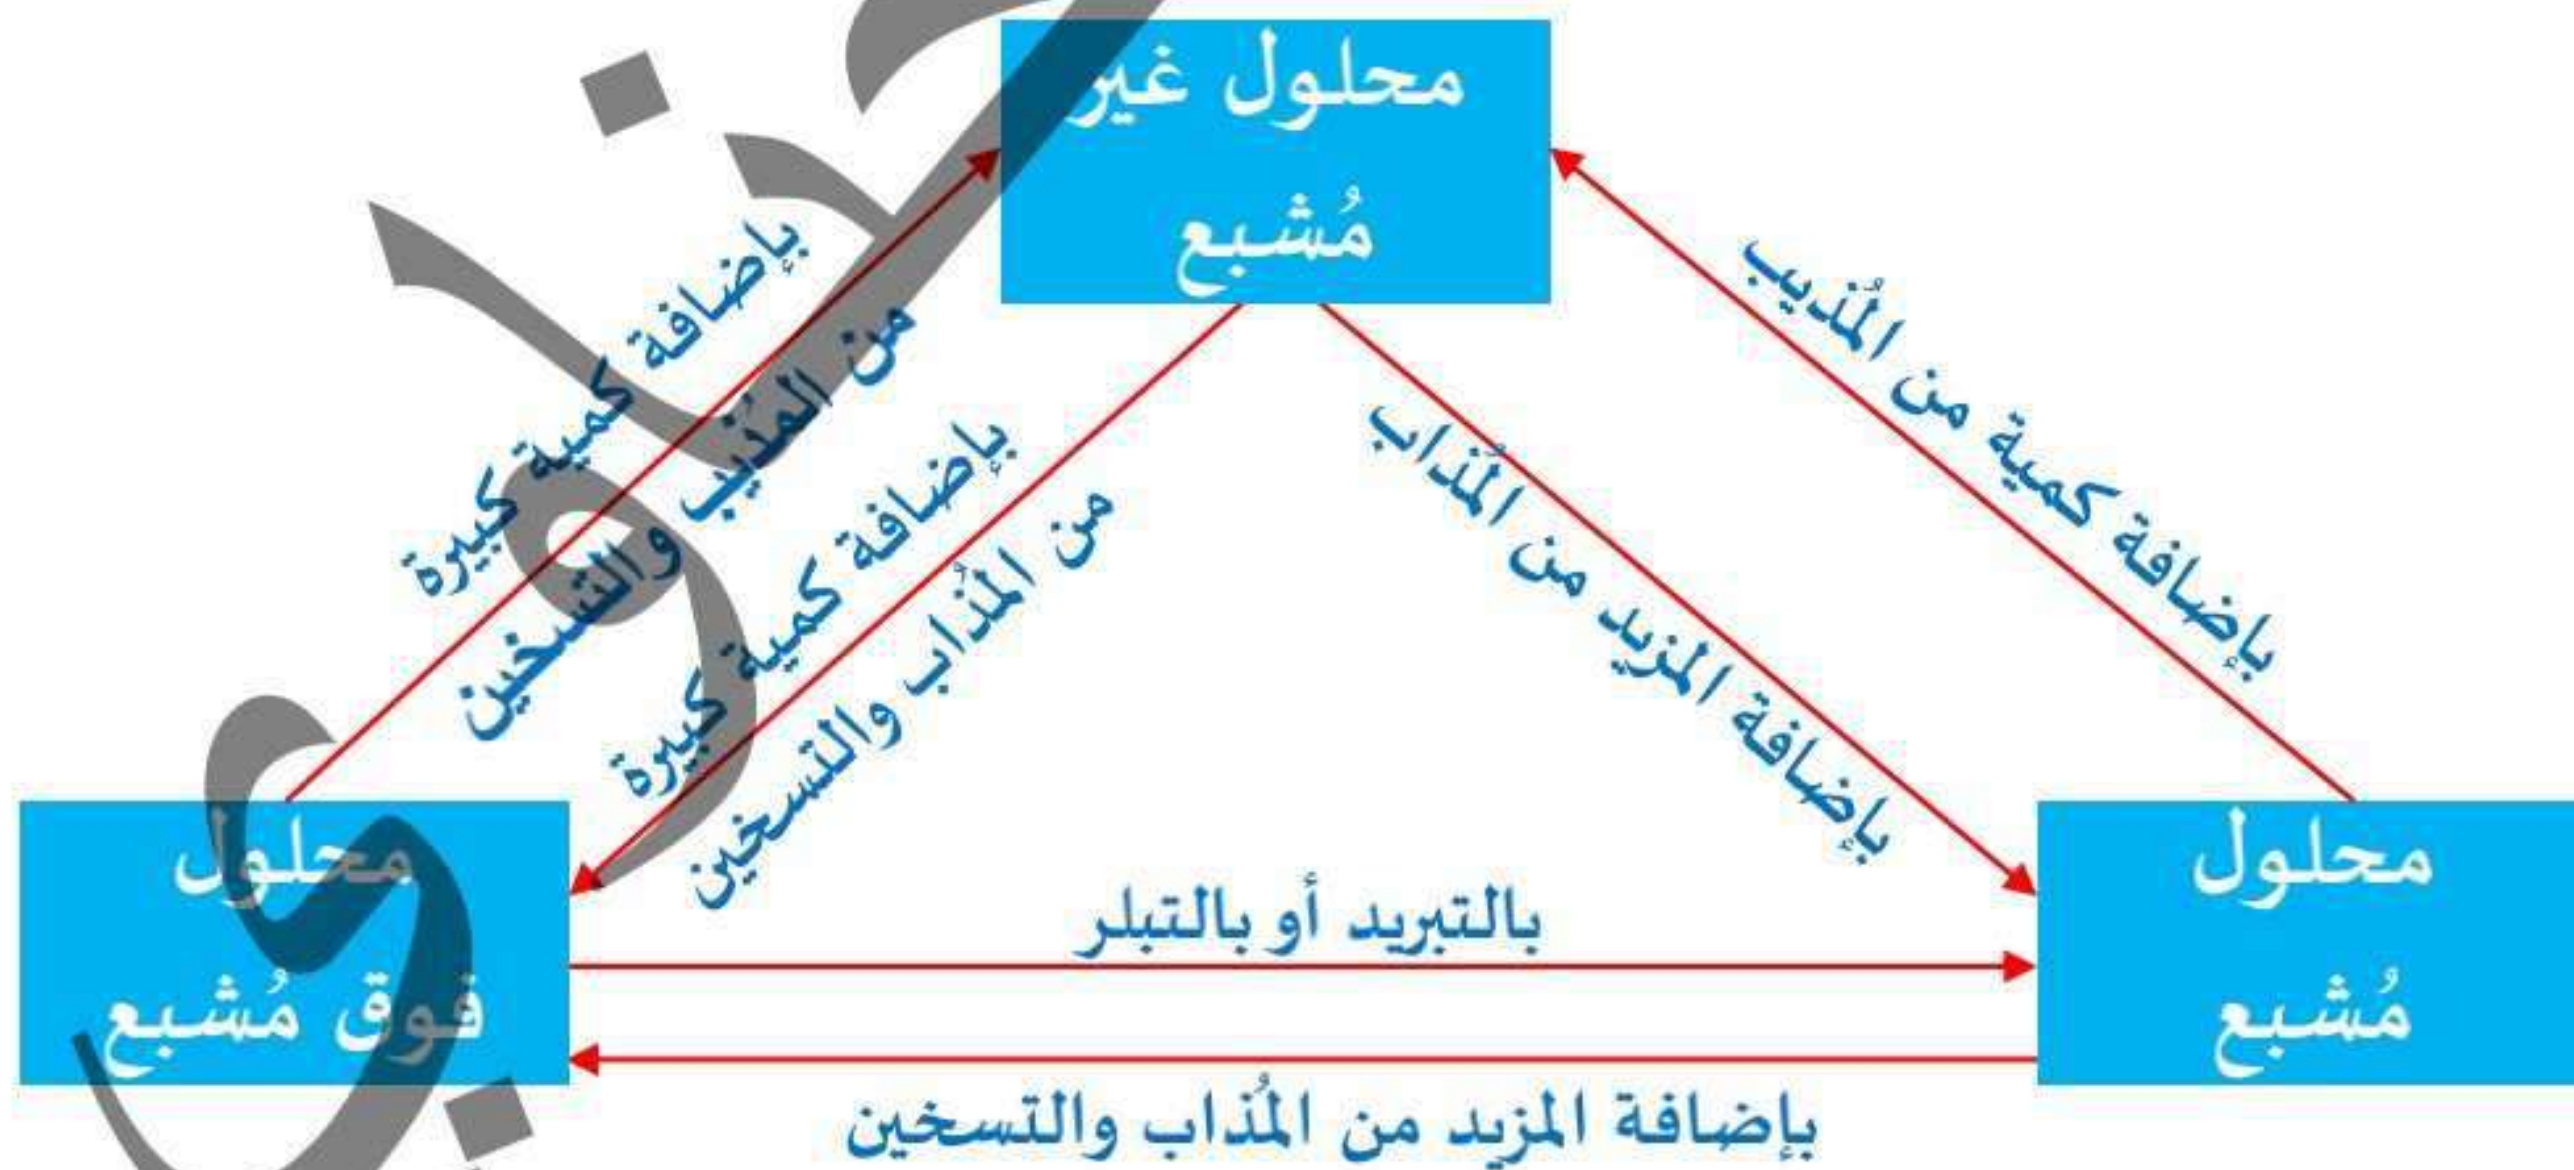 محلول غير
مُشبع
بإضافة كمية من المُذيب
بإضافة المزيد من المُذاب
بإضافة كمية كبيرة
من المُذيب والتسخين
بإضافة كمية كبيرة
من المُذاب والتسخين
محلول
مُشبع
محلول
فوق مُشبع
بالتبريد أو بالتبلر
بإضافة المزيد من المُذاب والتسخين